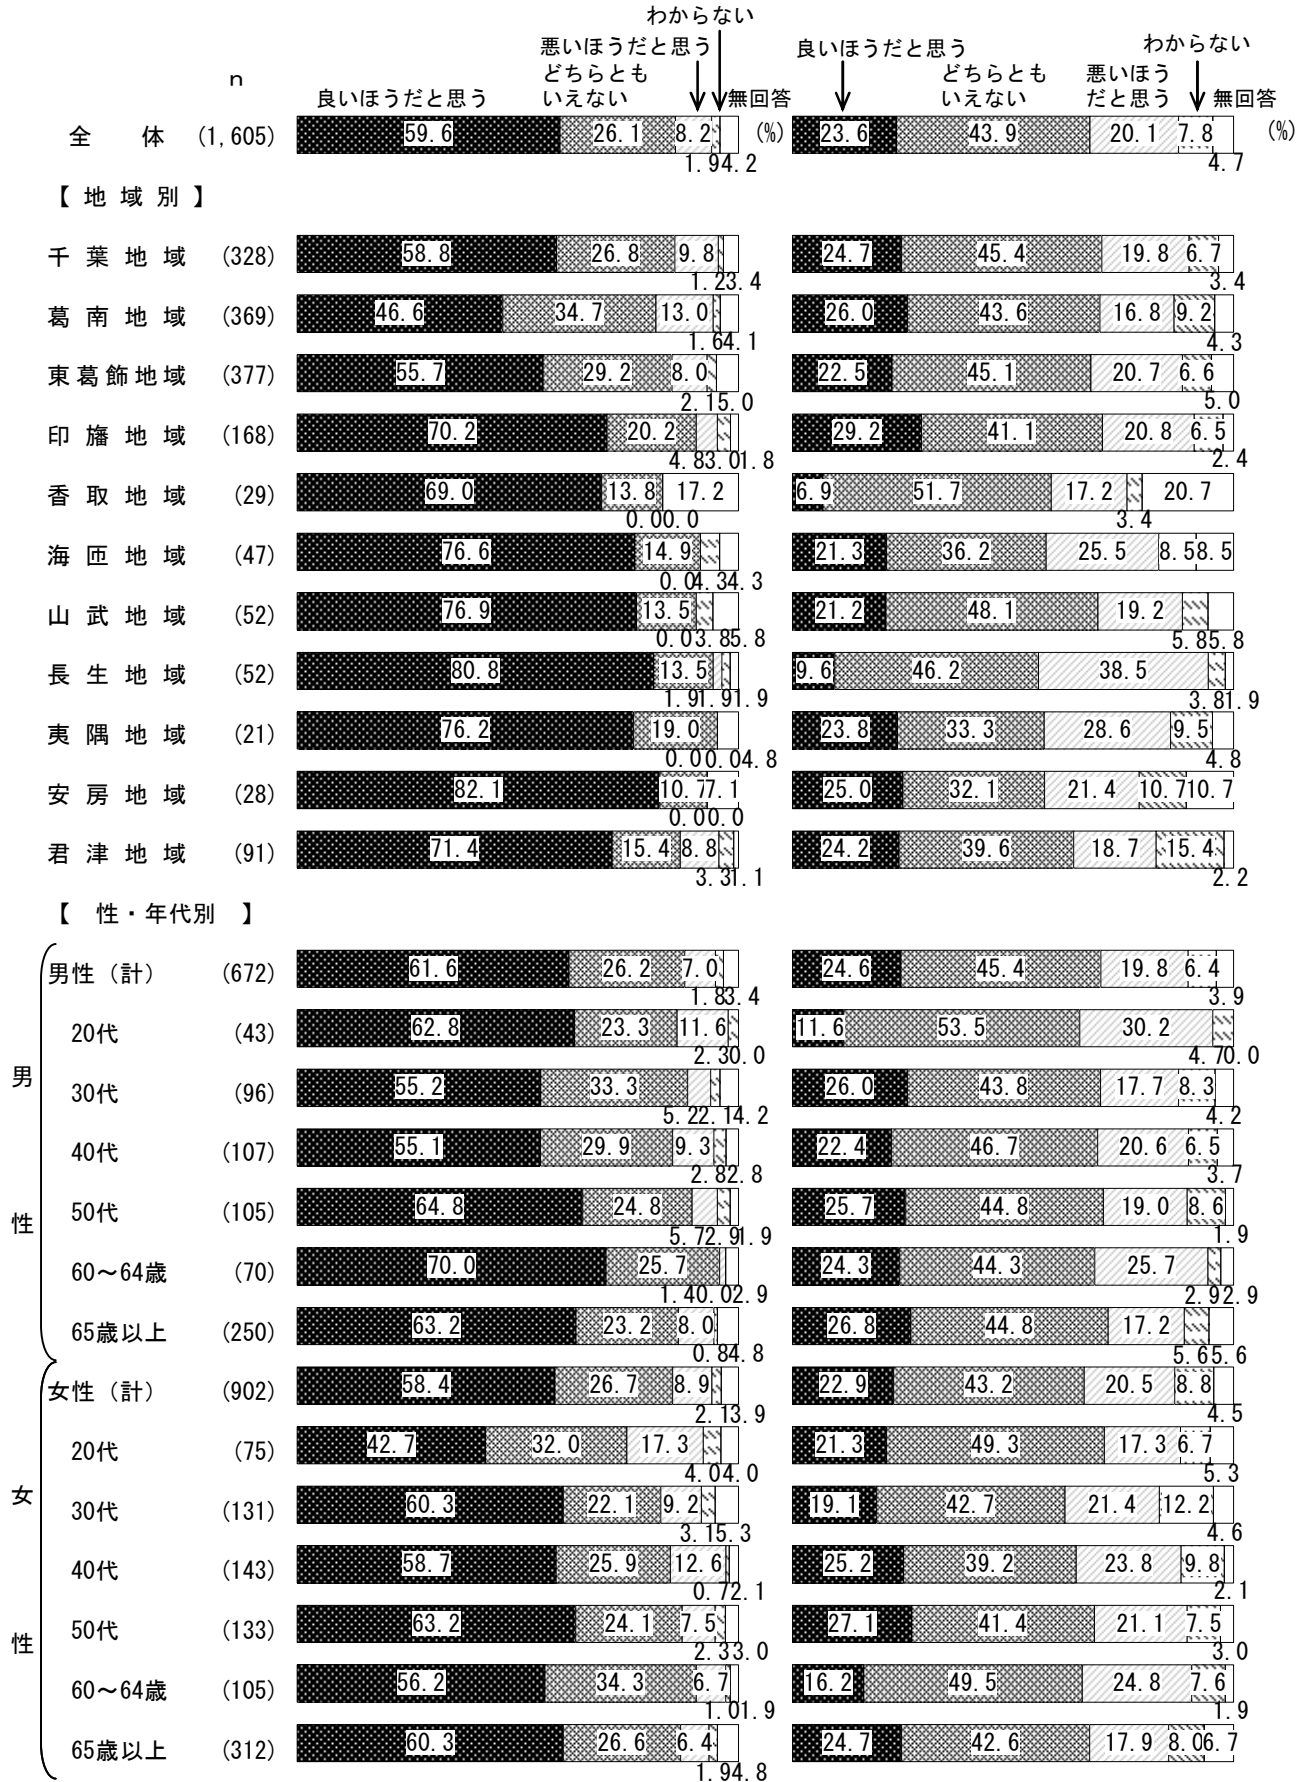 わからない
悪いほうだと思う 良いほうだと思う わからない
n どちらとも どちらとも 悪いほう
良いほうだと思う いえない 無回答 いえない だと思う 無回答
全 体 (1,605) 59.6 26.1 8.2 (%) 23.6 43.9 20.1 7.8 (%)
1.9 4.2 4.7
【 地 域 別 】
千 葉 地 域 (328) 58.8 26.8 9.8 24.7 45.4 19.8 6.7
1.2 3.4 3.4
葛 南 地 域 (369) 46.6 34.7 13.0 26.0 43.6 16.8 9.2
1.6 4.1 4.3
東葛飾地域 (377) 55.7 29.2 8.0 22.5 45.1 20.7 6.6
2.1 5.0 5.0
印 旛 地 域 (168) 70.2 20.2 29.2 41.1 20.8 6.5
4.8 3.0 1.8 2.4
香 取 地 域 (29) 69.0 13.8 17.2 6.9 51.7 17.2 20.7
0.0 0.0 3.4
海 匝 地 域 (47) 76.6 14.9 21.3 36.2 25.5 8.5 8.5
0.0 4.3 4.3
山 武 地 域 (52) 76.9 13.5 21.2 48.1 19.2
0.0 3.8 5.8 5.8 5.8
長 生 地 域 (52) 80.8 13.5 9.6 46.2 38.5
1.9 1.9 1.9 3.8 1.9
夷 隅 地 域 (21) 76.2 19.0 23.8 33.3 28.6 9.5
0.0 0.0 4.8 4.8
安 房 地 域 (28) 82.1 10.7 7.1 25.0 32.1 21.4 10.7 10.7
0.0 0.0
君 津 地 域 (91) 71.4 15.4 8.8 24.2 39.6 18.7 15.4
3.3 1.1 2.2
【 性・年代別 】
男性（計） (672) 61.6 26.2 7.0 24.6 45.4 19.8 6.4
1.8 3.4 3.9
20代 (43) 62.8 23.3 11.6 11.6 53.5 30.2
2.3 0.0 4.7 0.0
男
30代 (96) 55.2 33.3 26.0 43.8 17.7 8.3
5.2 2.1 4.2 4.2
40代 (107) 55.1 29.9 9.3 22.4 46.7 20.6 6.5
2.8 2.8 3.7
50代 (105) 64.8 24.8 25.7 44.8 19.0 8.6
性
5.7 2.9 1.9 1.9
60～64歳 (70) 70.0 25.7 24.3 44.3 25.7
1.4 0.0 2.9 2.9 2.9
65歳以上 (250) 63.2 23.2 8.0 26.8 44.8 17.2
0.8 4.8 5.6 5.6
女性（計） (902) 58.4 26.7 8.9 22.9 43.2 20.5 8.8
2.1 3.9 4.5
20代 (75) 42.7 32.0 17.3 21.3 49.3 17.3 6.7
4.0 4.0 5.3
女
30代 (131) 60.3 22.1 9.2 19.1 42.7 21.4 12.2
3.1 5.3 4.6
40代 (143) 58.7 25.9 12.6 25.2 39.2 23.8 9.8
0.7 2.1 2.1
50代 (133) 63.2 24.1 7.5 27.1 41.4 21.1 7.5
性
2.3 3.0 3.0
60～64歳 (105) 56.2 34.3 6.7 16.2 49.5 24.8 7.6
1.0 1.9 1.9
65歳以上 (312) 60.3 26.6 6.4 24.7 42.6 17.9 8.0 6.7
1.9 4.8